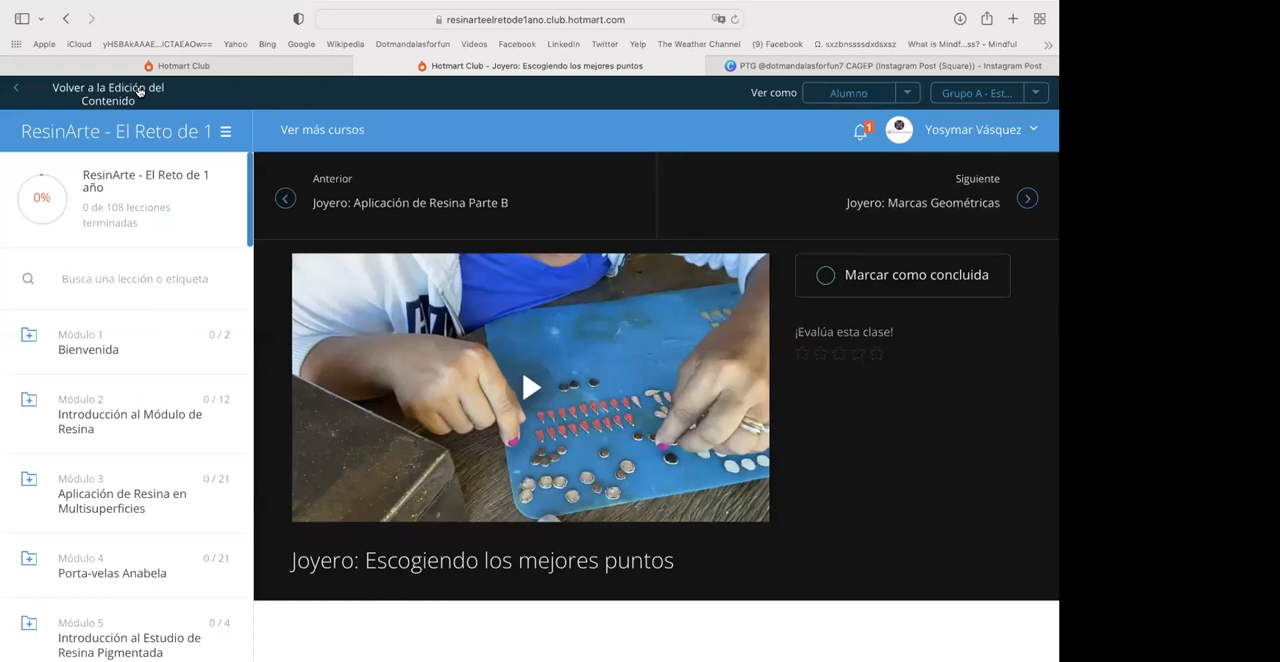 resinarteelretode1ano.club.hotmart.com
Apple iCloud yH5BAkAAAE...ICTAEAOw== Yahoo Bing Google Wikipedia Dotmandalasforfun Videos Facebook LinkedIn Twitter Yelp The Weather Channel (9) Facebook Ω. sxzbnssssdxdsxsz What is Mindf...ss? - Mindful
Hotmart Club
Hotmart Club - Joyero: Escogiendo los mejores puntos
PTG @dotmandalasforfun7 CAGEP (Instagram Post (Square)) - Instagram Post
Volver a la Edición del
Contenido
Ver como
Alumno
Grupo A - Est...
ResinArte - El Reto de 1
Ver más cursos
1
Yosymar Vásquez
0%
ResinArte - El Reto de 1
año
0 de 108 lecciones
terminadas
Anterior
Joyero: Aplicación de Resina Parte B
Siguiente
Joyero: Marcas Geométricas
Busca una lección o etiqueta
Marcar como concluida
¡Evalúa esta clase!
Módulo 1 0 / 2
Bienvenida
Módulo 2 0 / 12
Introducción al Módulo de
Resina
Módulo 3 0 / 21
Aplicación de Resina en
Multisuperficies
Módulo 4 0 / 21
Porta-velas Anabela
Módulo 5 0 / 4
Introducción al Estudio de
Resina Pigmentada
Joyero: Escogiendo los mejores puntos